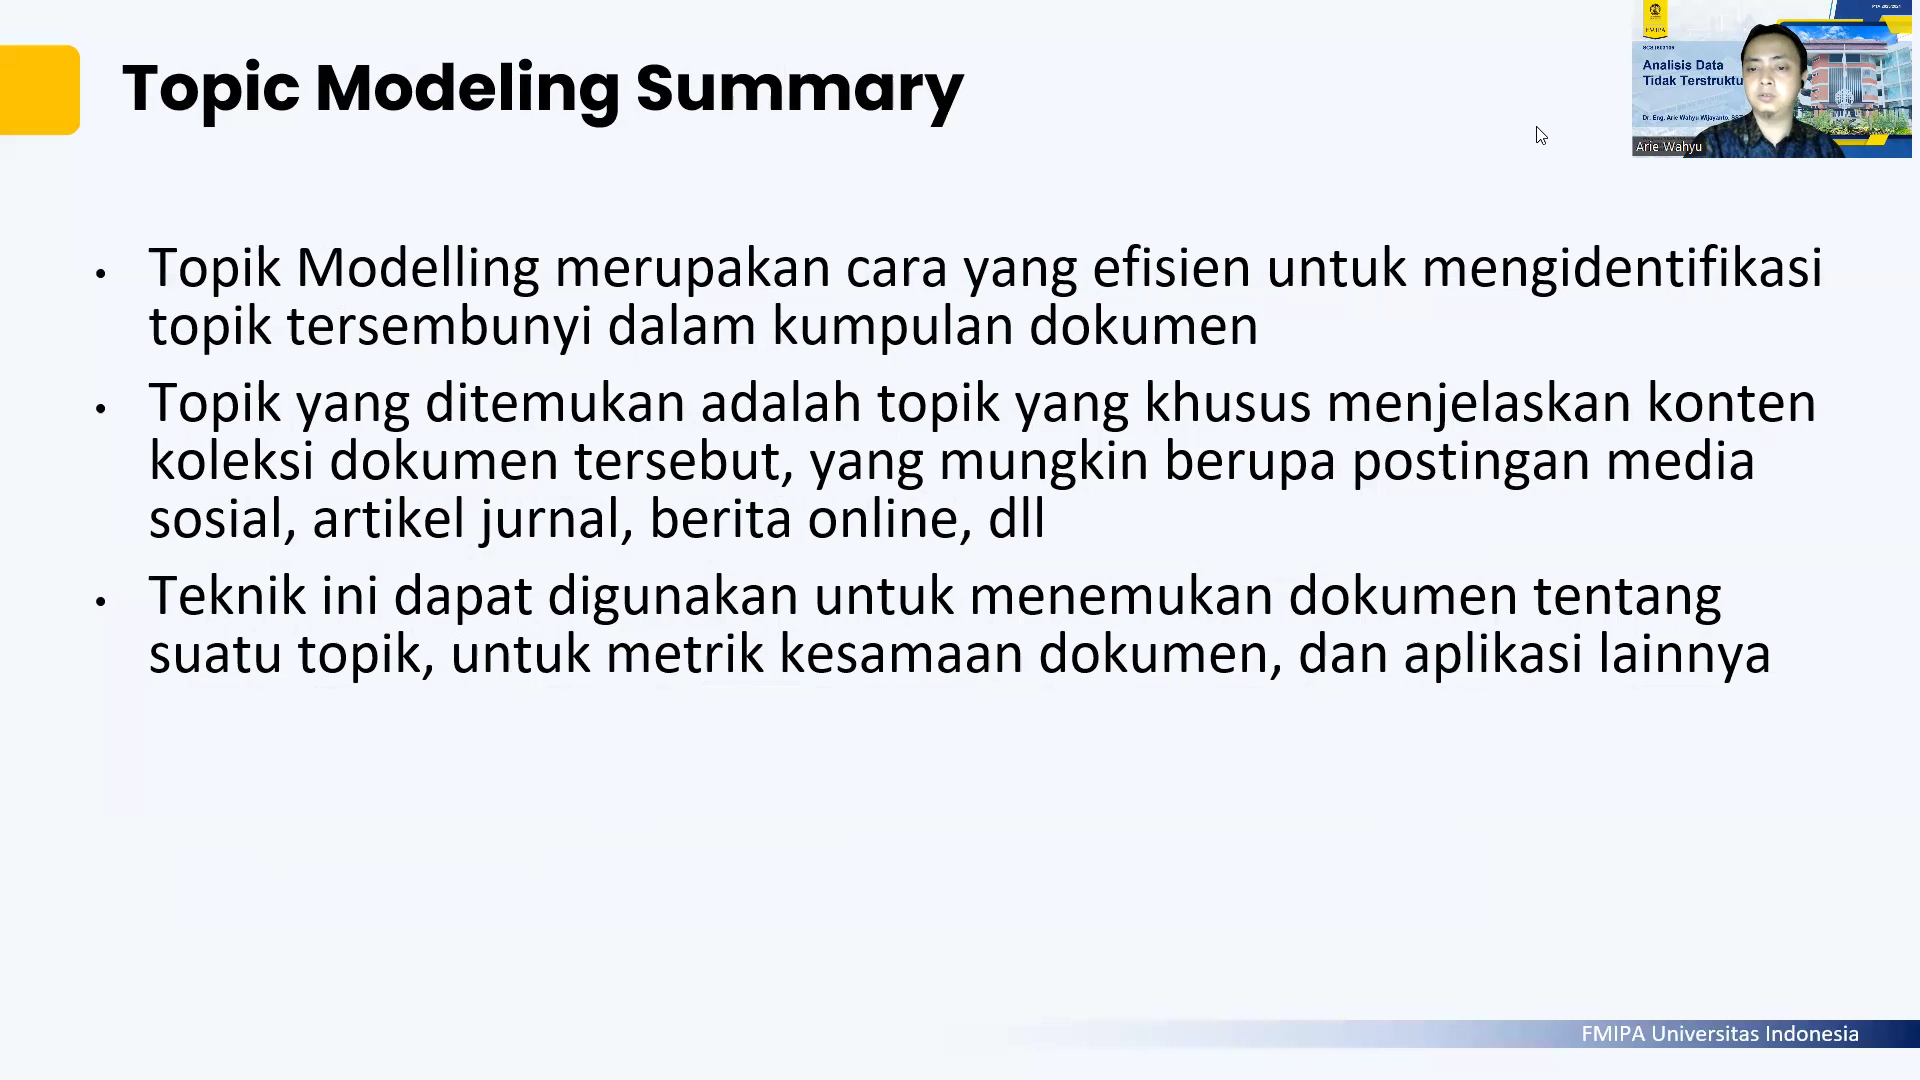 Topic Modeling Summary
• Topik Modelling merupakan cara yang efisien untuk mengidentifikasi
topik tersembunyi dalam kumpulan dokumen
• Topik yang ditemukan adalah topik yang khusus menjelaskan konten
koleksi dokumen tersebut, yang mungkin berupa postingan media
sosial, artikel jurnal, berita online, dll
• Teknik ini dapat digunakan untuk menemukan dokumen tentang
suatu topik, untuk metrik kesamaan dokumen, dan aplikasi lainnya
FMIPA
Analisis Data
Tidak Terstruktu
Dr. Eng. Arie Wahyu Wijayanto,
Arie Wahyu
FMIPA Universitas Indonesia